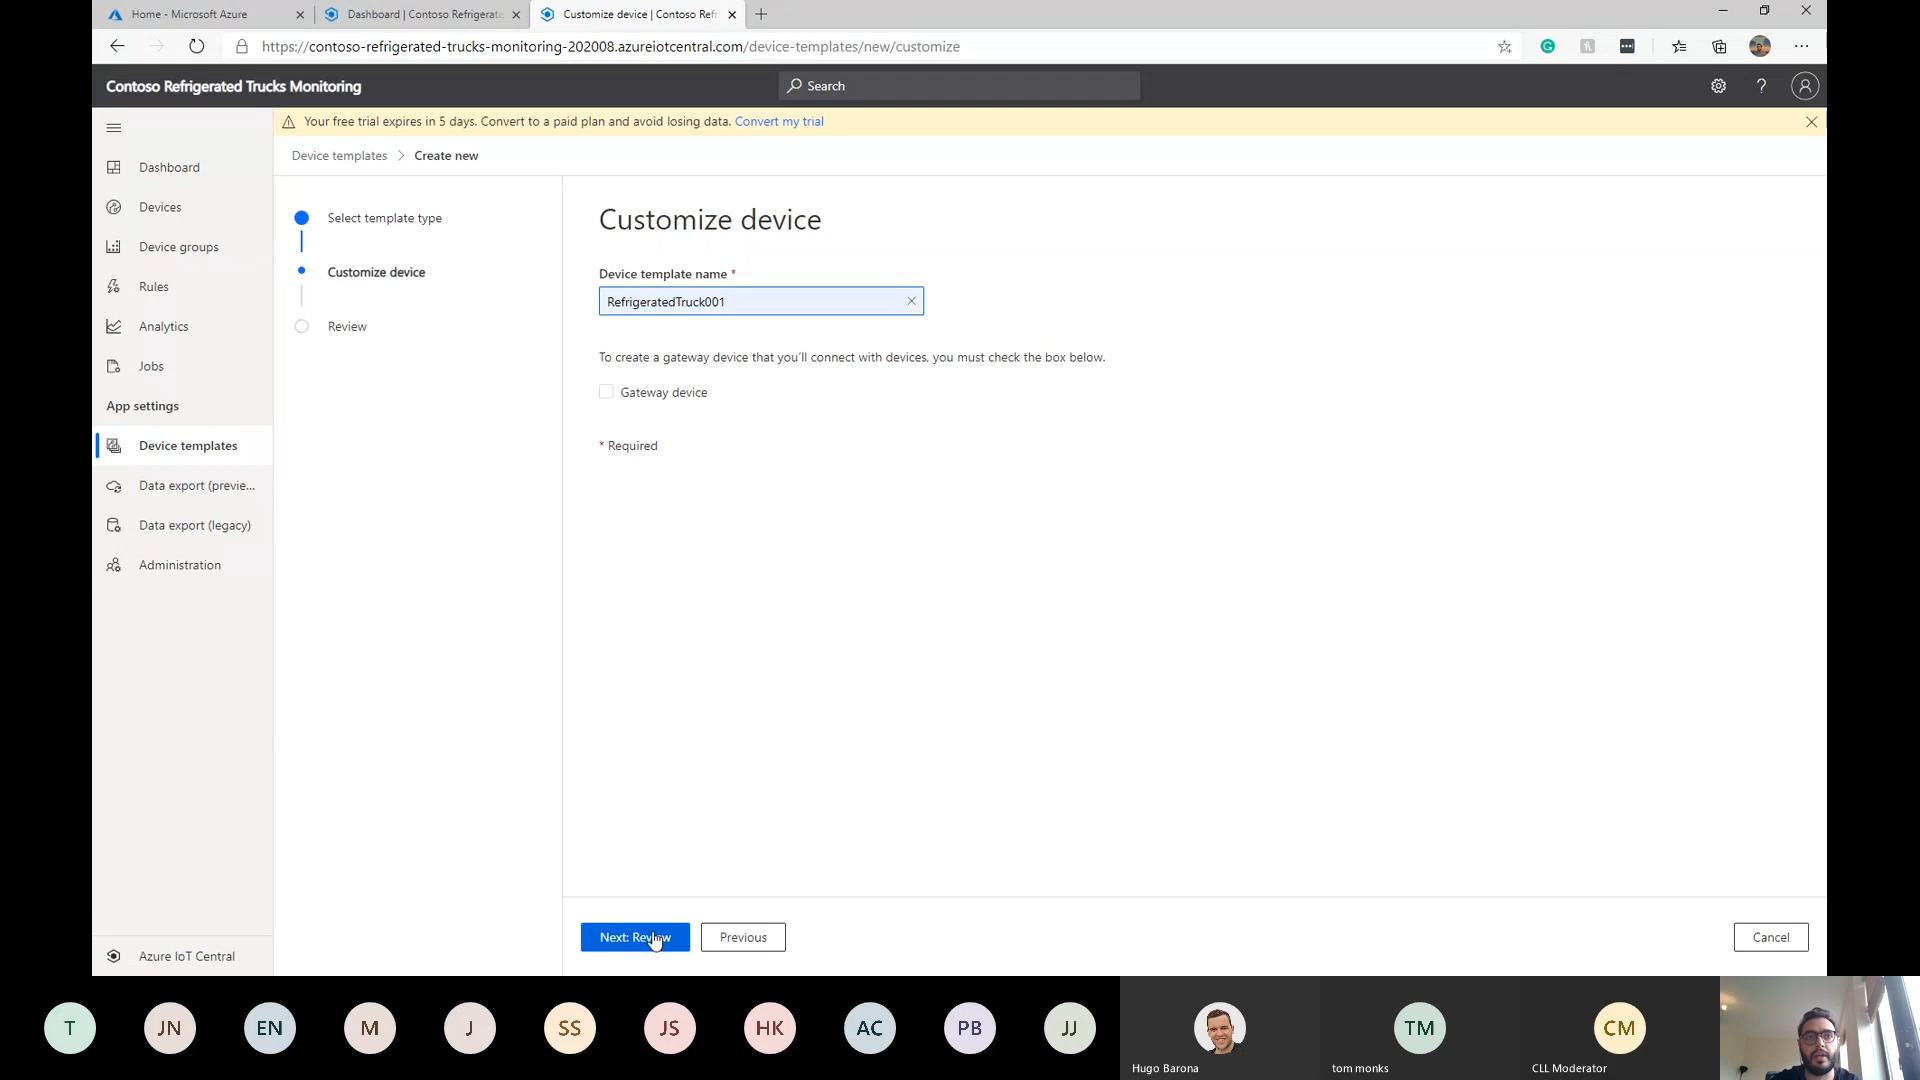 Home - Microsoft Azure
Dashboard | Contoso Refrigerate
Customize device | Contoso Refr
https://contoso-refrigerated-trucks-monitoring-202008.azureiotcentral.com/device-templates/new/customize
Contoso Refrigerated Trucks Monitoring
Search
Your free trial expires in 5 days. Convert to a paid plan and avoid losing data. Convert my trial
Device templates > Create new
Dashboard
Devices
Device groups
Rules
Analytics
Jobs
App settings
Device templates
Data export (previe...
Data export (legacy)
Administration
Azure IoT Central
Select template type
Customize device
Review
Customize device
Device template name *
RefrigeratedTruck001
To create a gateway device that you'll connect with devices, you must check the box below.
Gateway device
* Required
Next: Review
Previous
Cancel
T
JN
EN
M
J
SS
JS
HK
AC
PB
JJ
Hugo Barona
TM
tom monks
CM
CLL Moderator